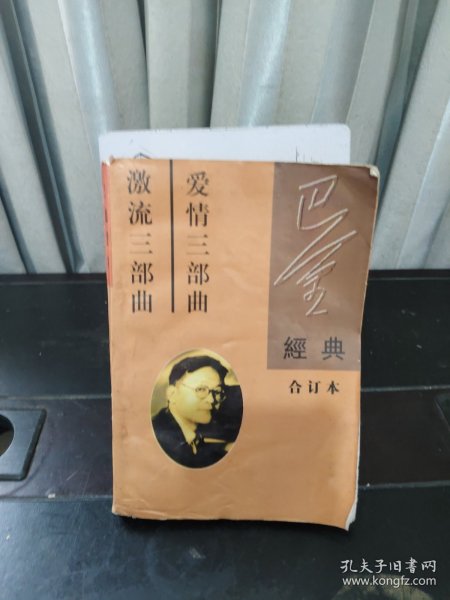 巴金
經典
合订本
爱情三部曲
激流三部曲
孔夫子旧书网
www.kongfz.com